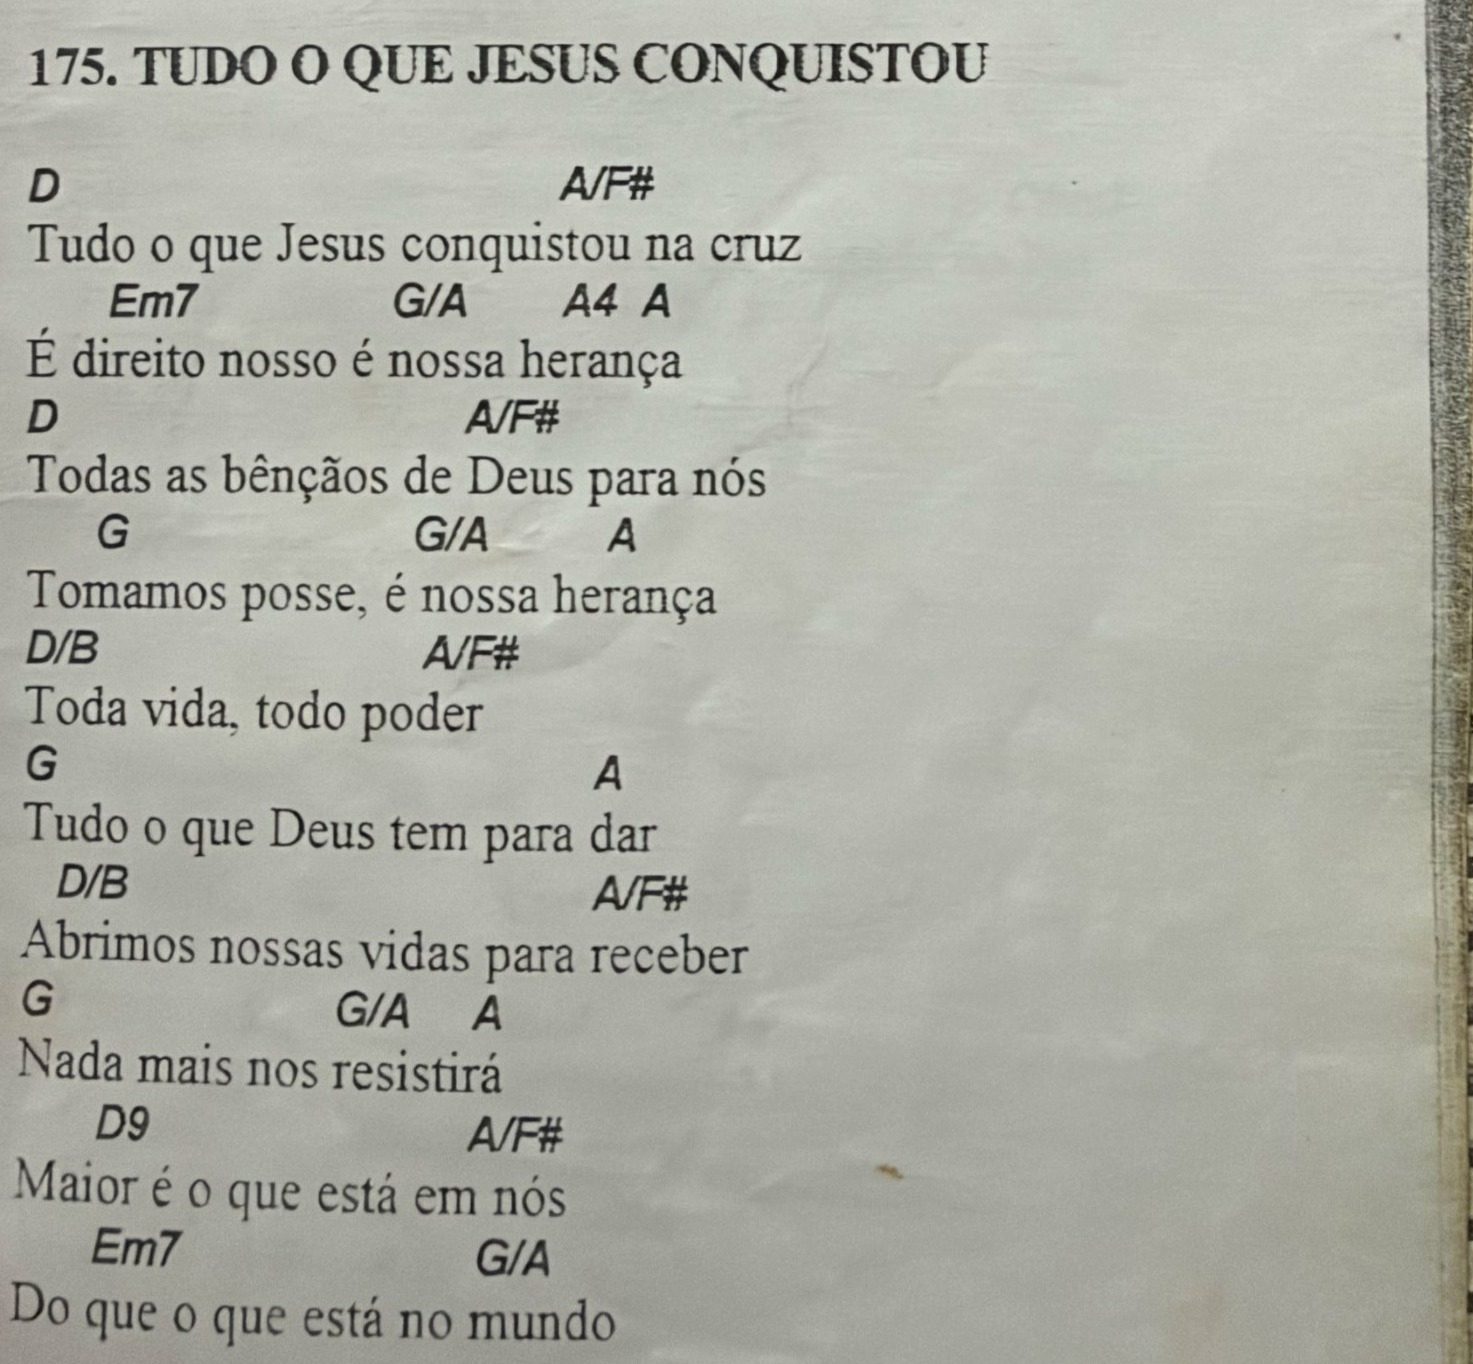 175. TUDO O QUE JESUS CONQUISTOU
D A/F#
Tudo o que Jesus conquistou na cruz
Em7 G/A A4 A
É direito nosso é nossa herança
D A/F#
Todas as bênçãos de Deus para nós
G G/A A
Tomamos posse, é nossa herança
D/B A/F#
Toda vida, todo poder
G A
Tudo o que Deus tem para dar
D/B A/F#
Abrimos nossas vidas para receber
G G/A A
Nada mais nos resistirá
D9 A/F#
Maior é o que está em nós
Em7 G/A
Do que o que está no mundo